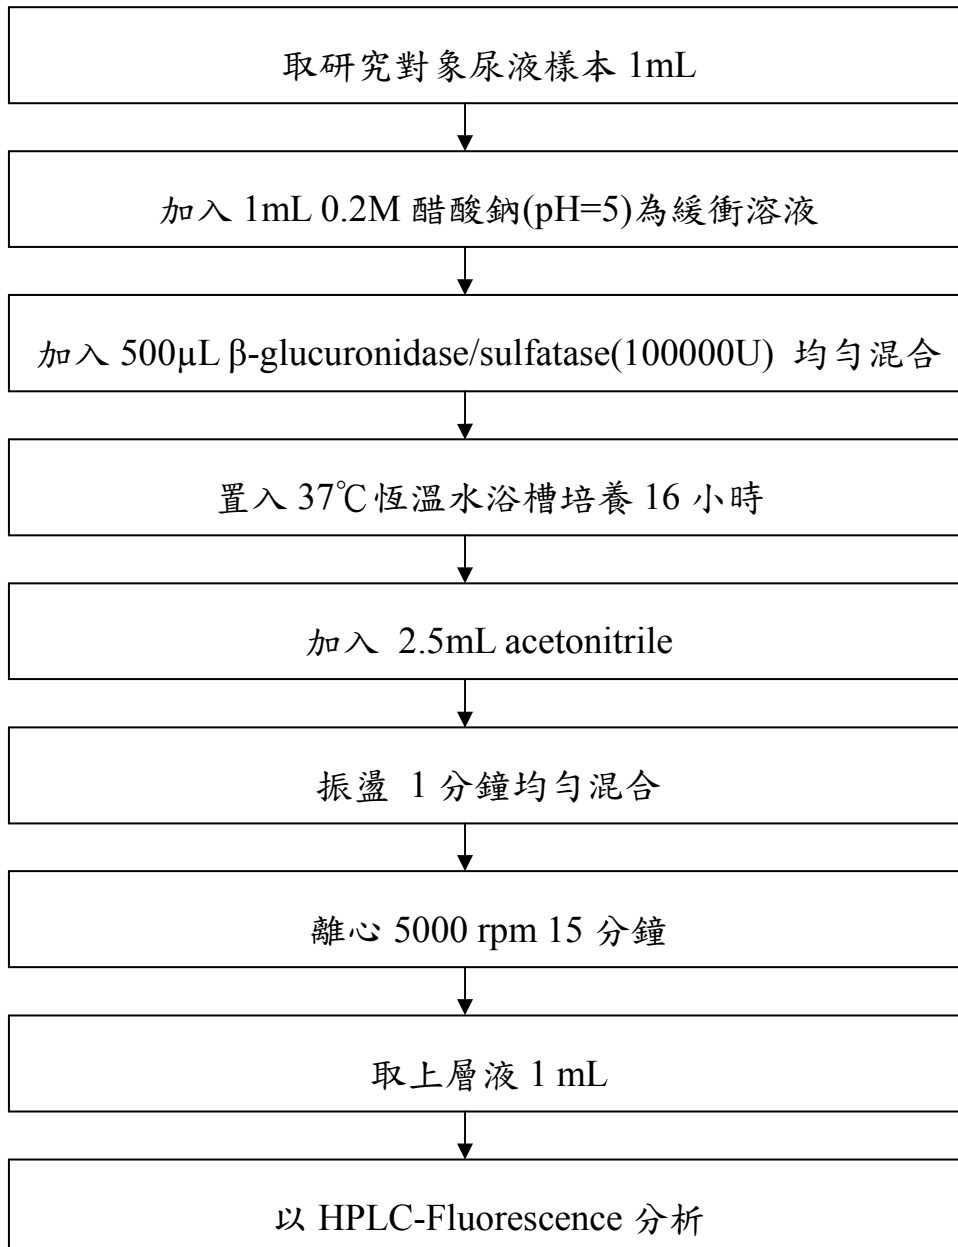 取研究對象尿液樣本 1mL
加入 1mL 0.2M 醋酸鈉(pH=5)為緩衝溶液
加入 500μL β-glucuronidase/sulfatase(100000U) 均勻混合
置入 37℃恆溫水浴槽培養 16 小時
加入 2.5mL acetonitrile
振盪 1 分鐘均勻混合
離心 5000 rpm 15 分鐘
取上層液 1 mL
以 HPLC-Fluorescence 分析